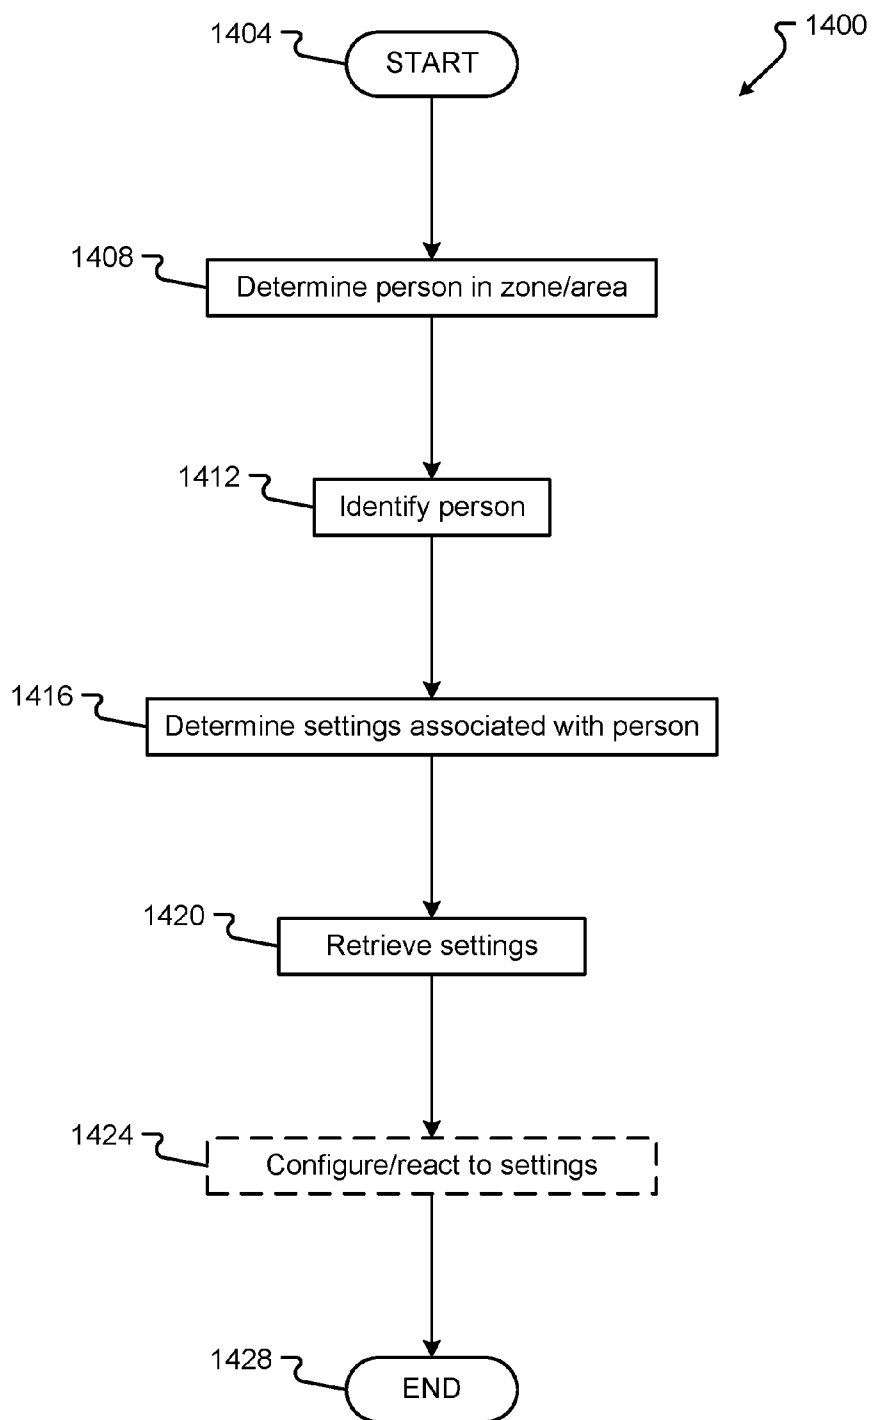 1400
1404
START
1408
Determine person in zone/area
1412
Identify person
1416
Determine settings associated with person
1420
Retrieve settings
1424
Configure/react to settings
1428
END